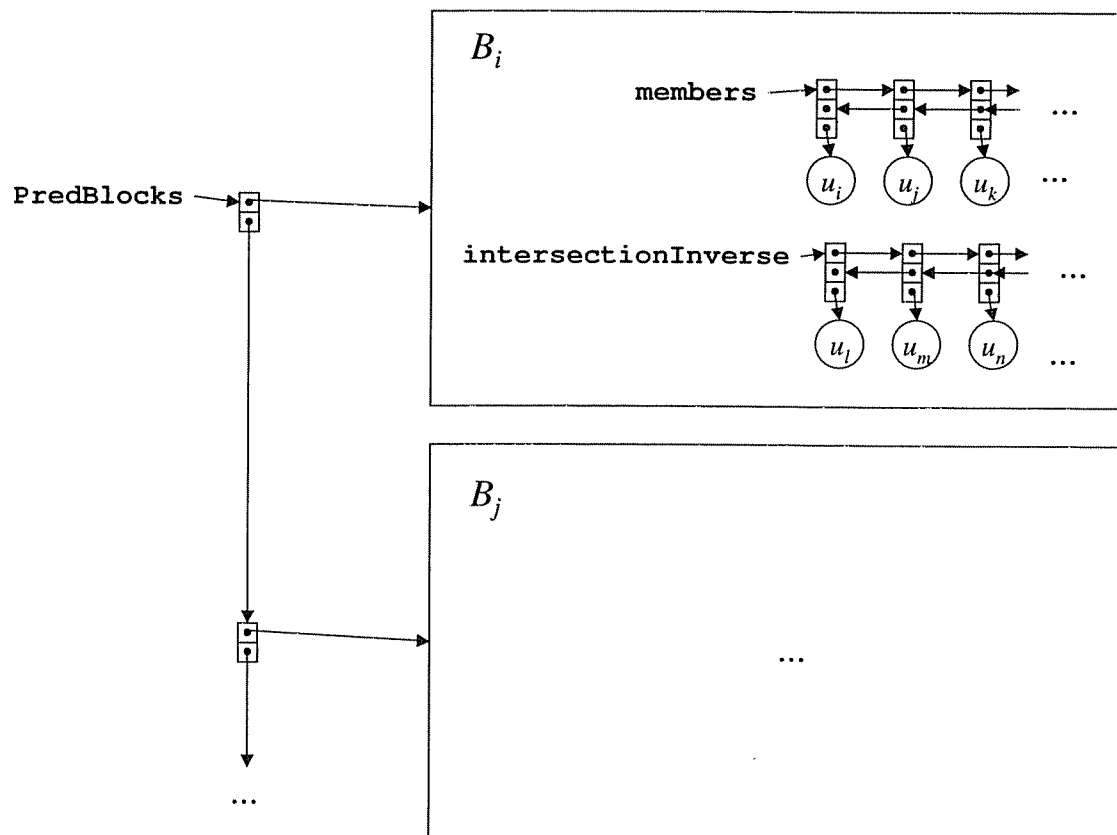 B_i
members
...
u_i u_j u_k ...
PredBlocks
intersectionInverse
...
u_l u_m u_n ...
B_j
...
...